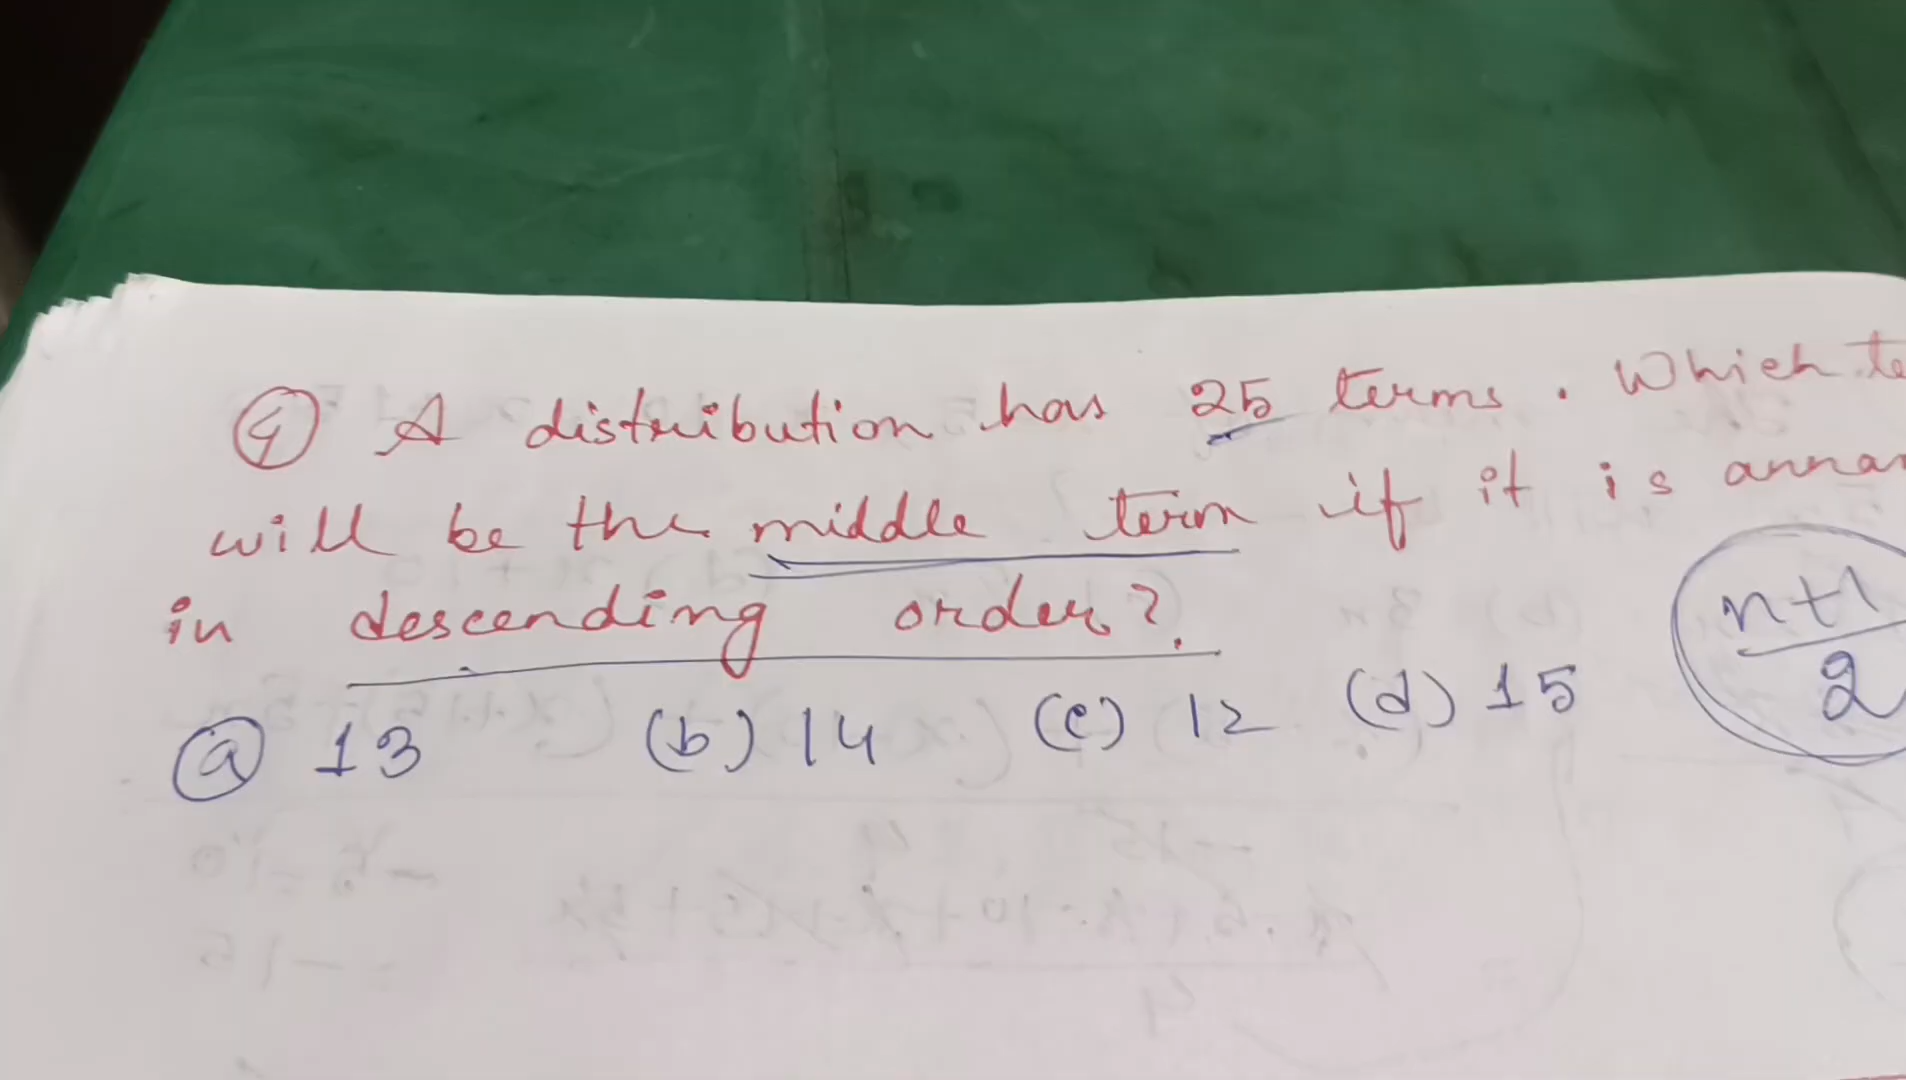 ④ A distribution has 25 terms. Which
will be the middle term if it is
in descending order?
ⓐ 13 (b) 14 (c) 12 (d) 15
n+1
2